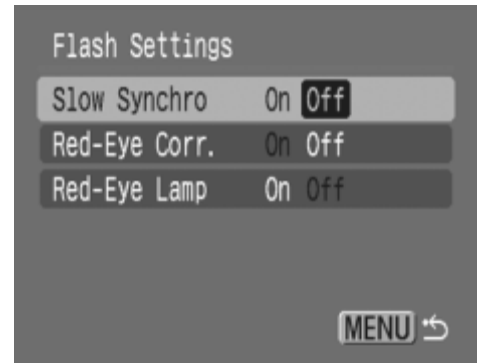 Flash Settings
Slow Synchro On Off
Red-Eye Corr. On Off
Red-Eye Lamp On Off
MENU